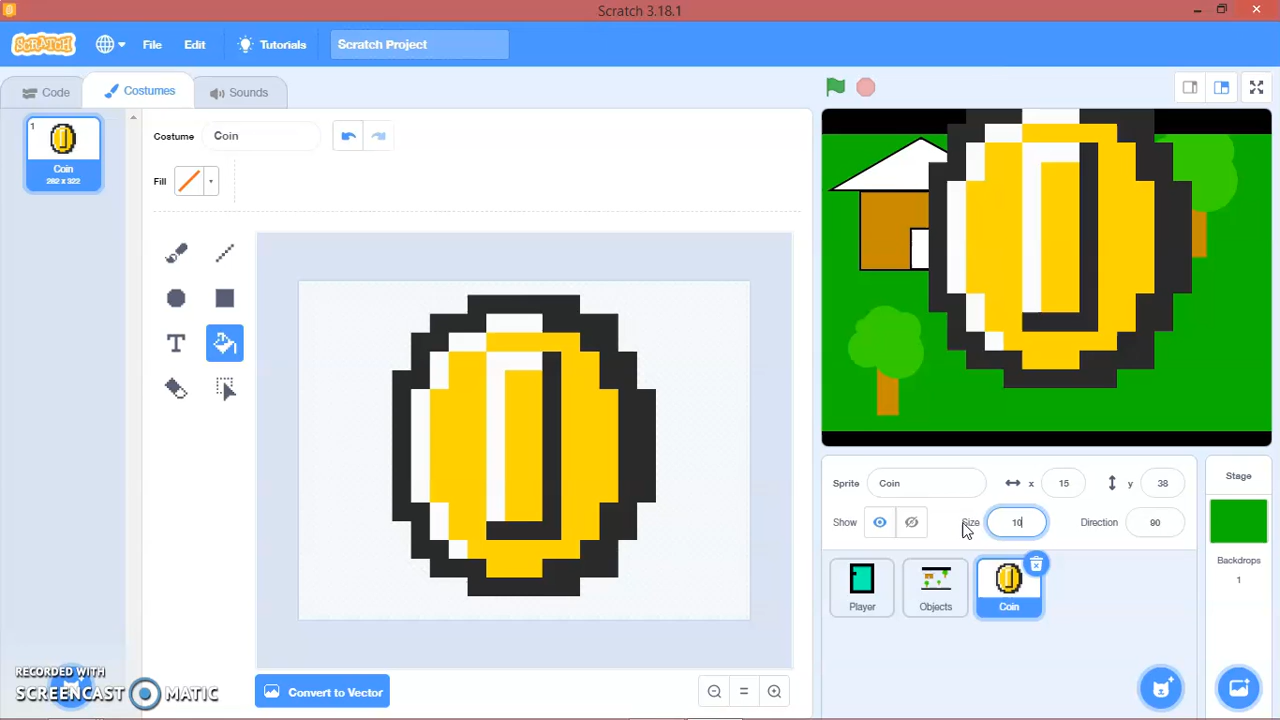 Scratch 3.18.1
SCRATCH File Edit Tutorials Scratch Project
Code Costumes Sounds
1
Coin
282 x 322
Costume Coin
Fill
T
Convert to Vector
Sprite Coin x 15 y 38
Show Size 10 Direction 90
Player Objects Coin
Stage
Backdrops
1
RECORDED WITH
SCREENCAST MATIC